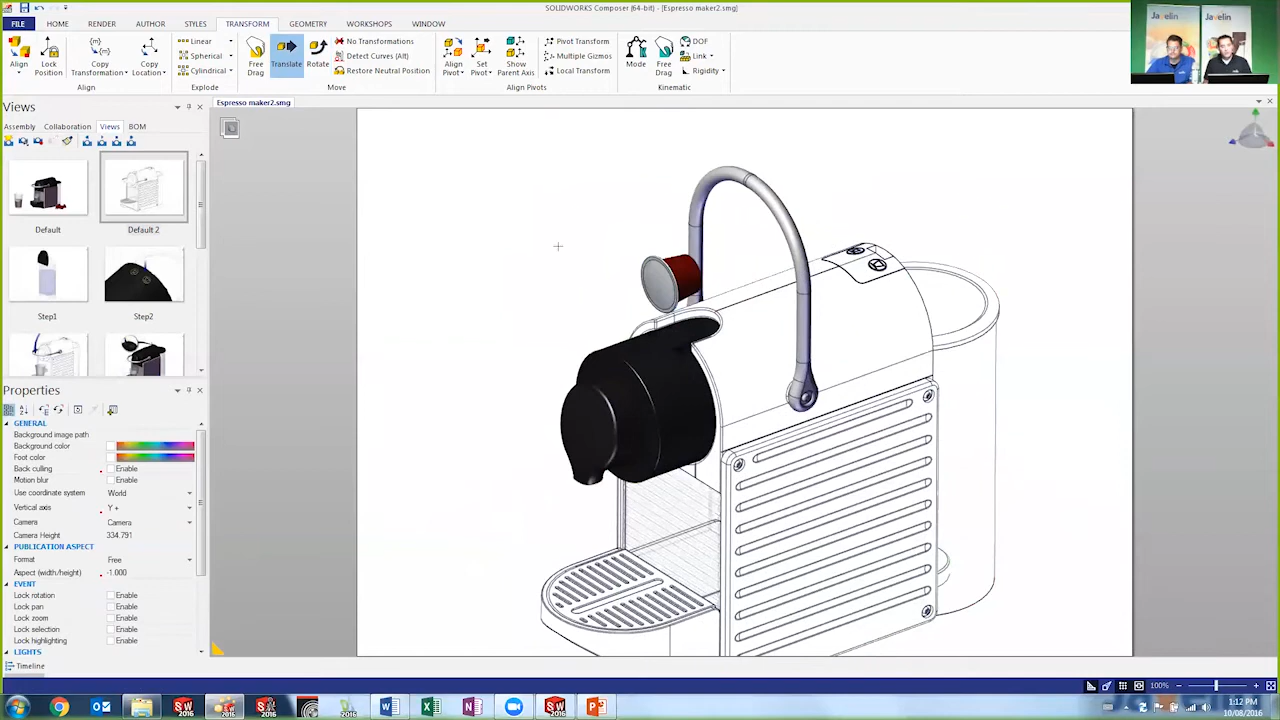 SOLIDWORKS Composer (64-bit) - [Espresso maker2.smg]
Javelin Javelin
FILE HOME RENDER AUTHOR STYLES TRANSFORM GEOMETRY WORKSHOPS WINDOW
Align Lock Position Copy Transformation Copy Location Linear Spherical Cylindrical Free Drag Translate Rotate No Transformations Detect Curves (Alt) Restore Neutral Position Align Pivot Set Pivot Show Parent Axis Pivot Transform Multiple Gizmos Local Transform Mode Free Drag DOF Link Rigidity
Align Explode Move Align Pivots Kinematic
Views
Espresso maker2.smg
Assembly Collaboration Views BOM
Default Default 2
Step1 Step2
Properties
GENERAL
Background image path
Background color
Foot color
Back culling Enable
Motion blur Enable
Use coordinate system World
Vertical axis Y +
Camera Camera
Camera Height 334.791
PUBLICATION ASPECT
Format Free
Aspect (width/height) -1.000
EVENT
Lock rotation Enable
Lock pan Enable
Lock zoom Enable
Lock selection Enable
Lock highlighting Enable
LIGHTS
Timeline
100%
1:12 PM
10/08/2016